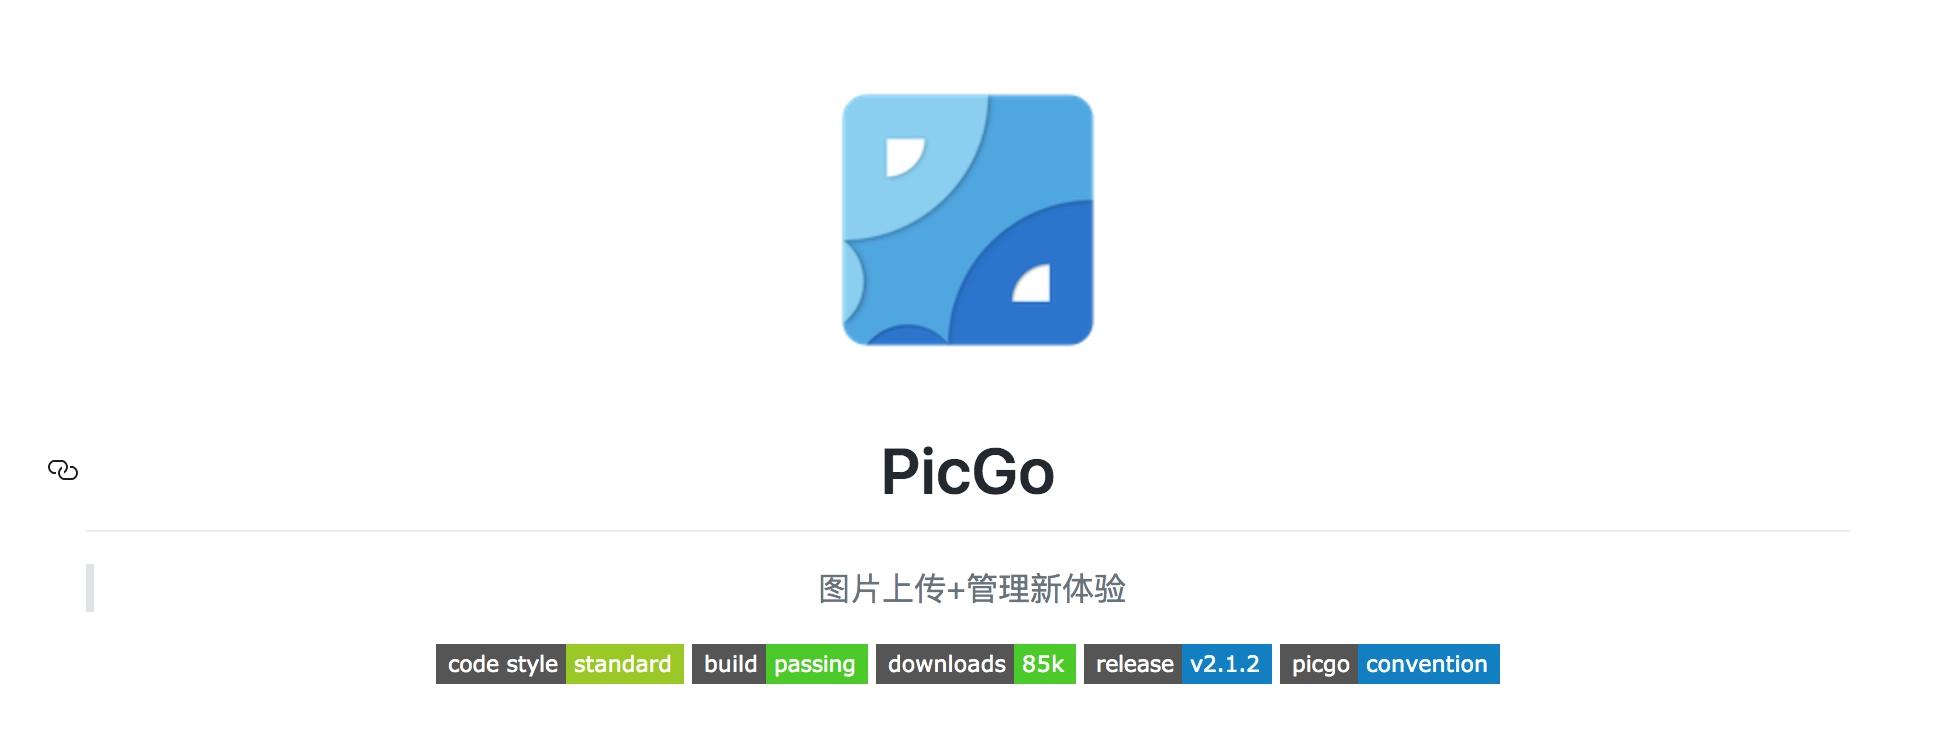 PicGo
图片上传+管理新体验
code style standard build passing downloads 85k release v2.1.2 picgo convention